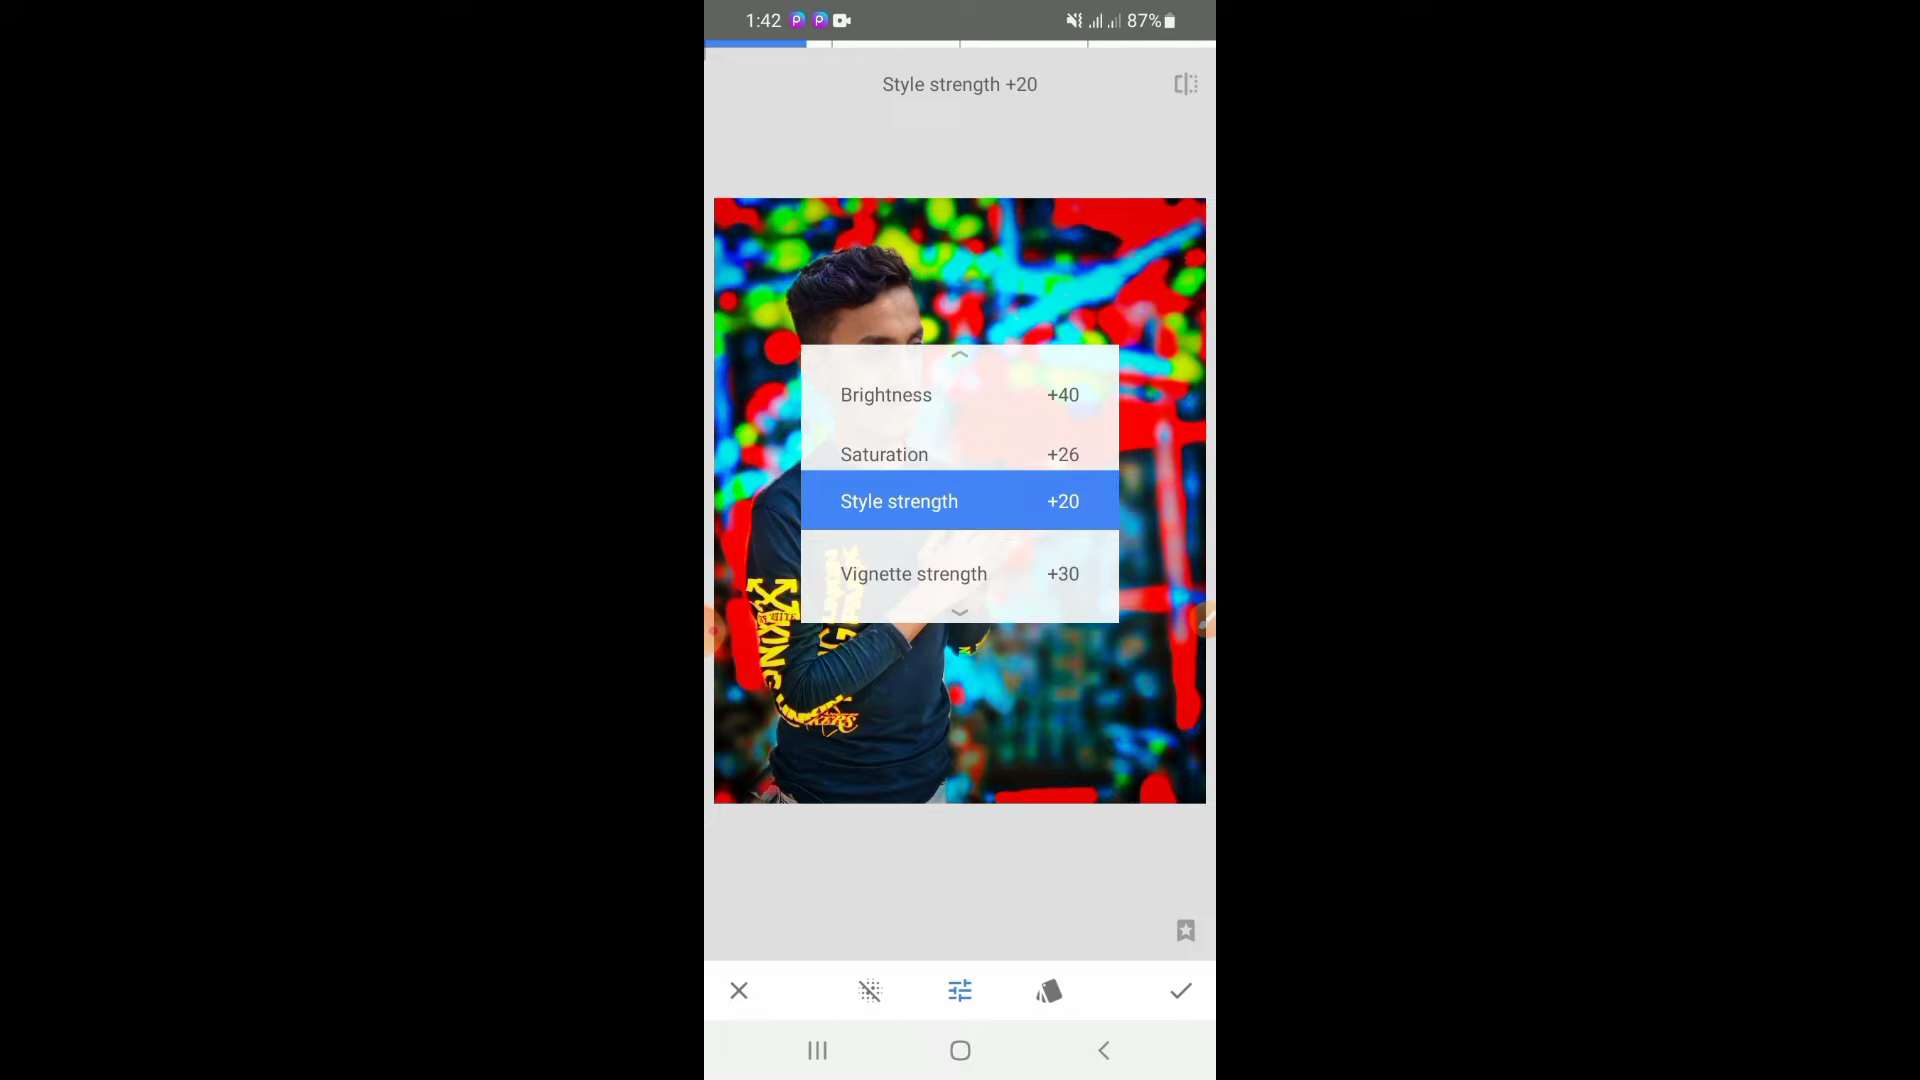 1:42 87%
Style strength +20
Brightness +40
Saturation +26
Style strength +20
Vignette strength +30